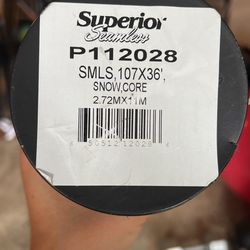 Superior
Seamless
P112028
SMLS,107X36',
SNOW,CORE
2.72MX11M